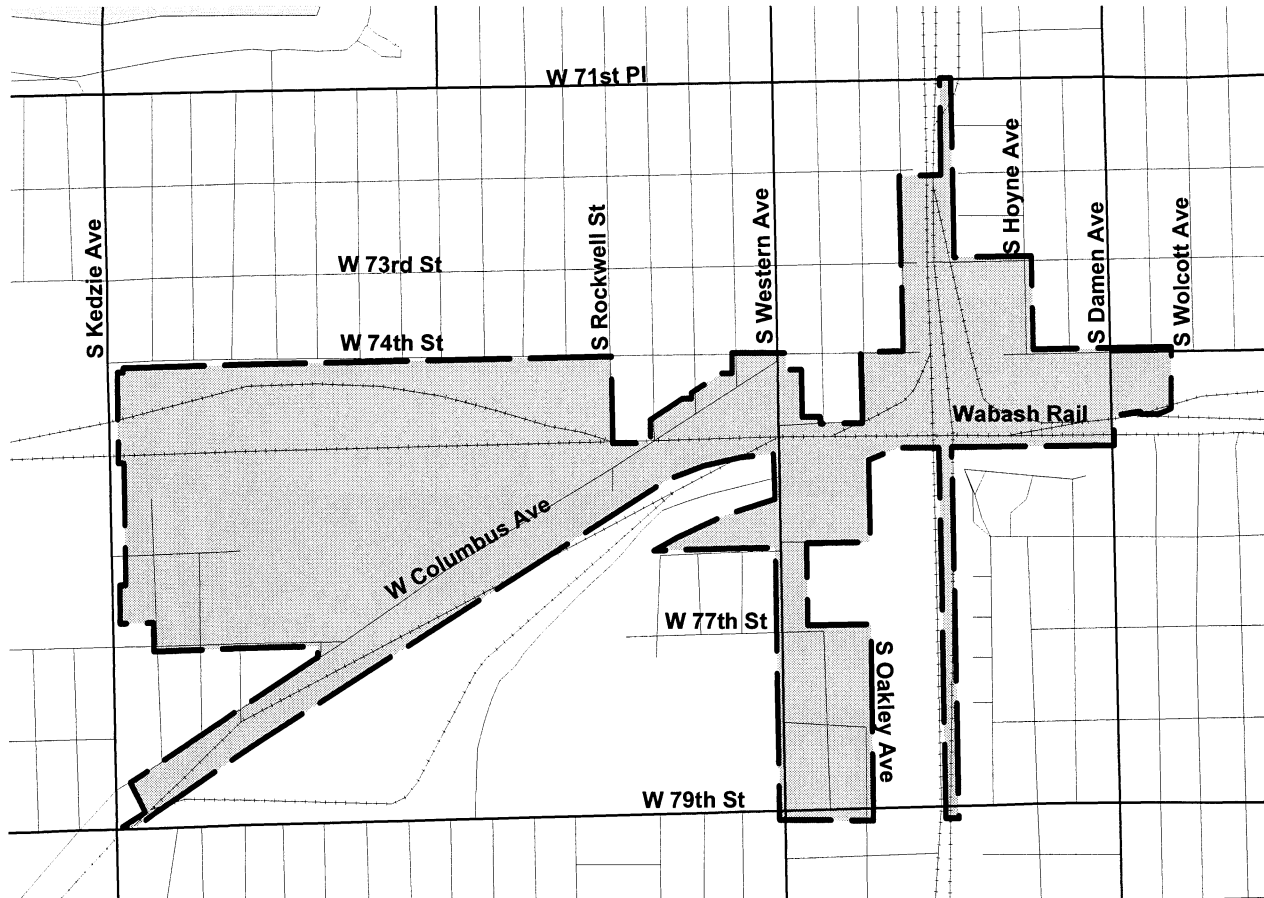 W 71st Pl
S Hoyne Ave
S Kedzie Ave
S Rockwell St
S Western Ave
S Damen Ave
S Wolcott Ave
W 73rd St
W 74th St
Wabash Rail
W Columbus Ave
W 77th St
S Oakley Ave
W 79th St